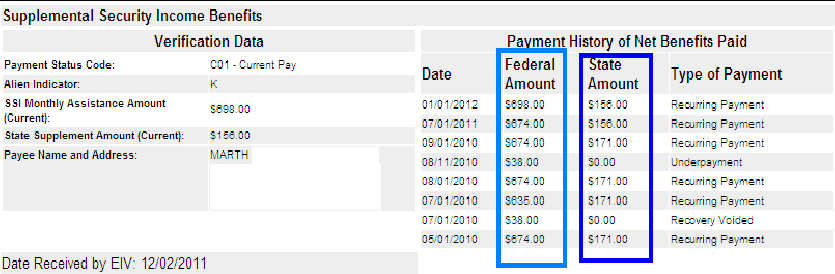 Supplemental Security Income Benefits
Verification Data
Payment Status Code: C01 - Current Pay
Alien Indicator: K
SSI Monthly Assistance Amount (Current): $698.00
State Supplement Amount (Current): $156.00
Payee Name and Address: MARTH
Date Received by EIV: 12/02/2011
Payment History of Net Benefits Paid
Date Federal Amount State Amount Type of Payment
01/01/2012 $698.00 $156.00 Recurring Payment
07/01/2011 $674.00 $156.00 Recurring Payment
09/01/2010 $674.00 $171.00 Recurring Payment
08/11/2010 $38.00 $0.00 Underpayment
08/01/2010 $674.00 $171.00 Recurring Payment
07/01/2010 $635.00 $171.00 Recurring Payment
07/01/2010 $38.00 $0.00 Recovery Voided
05/01/2010 $674.00 $171.00 Recurring Payment